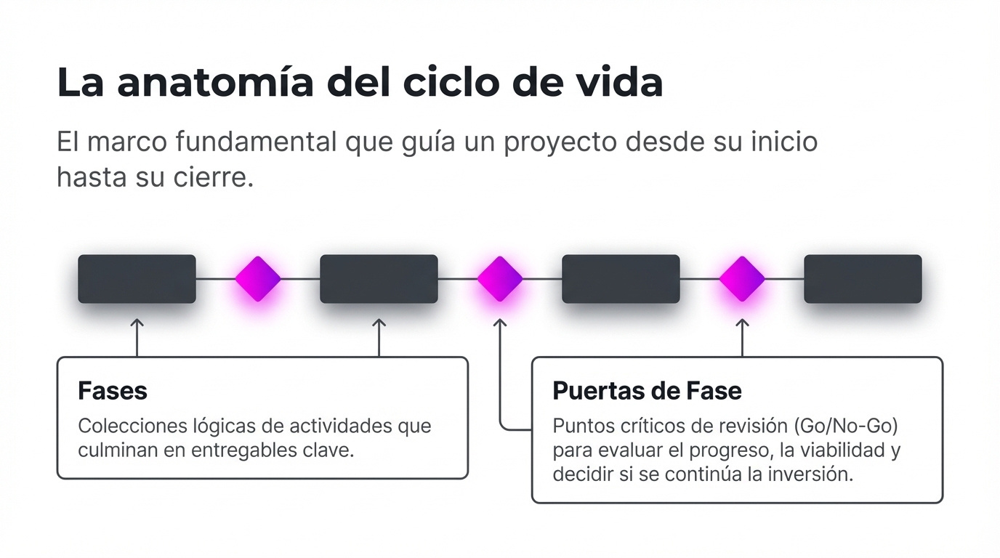 La anatomía del ciclo de vida
El marco fundamental que guía un proyecto desde su inicio
hasta su cierre.
Fases
Colecciones lógicas de actividades que
culminan en entregables clave.
Puertas de Fase
Puntos críticos de revisión (Go/No-Go)
para evaluar el progreso, la viabilidad y
decidir si se continúa la inversión.